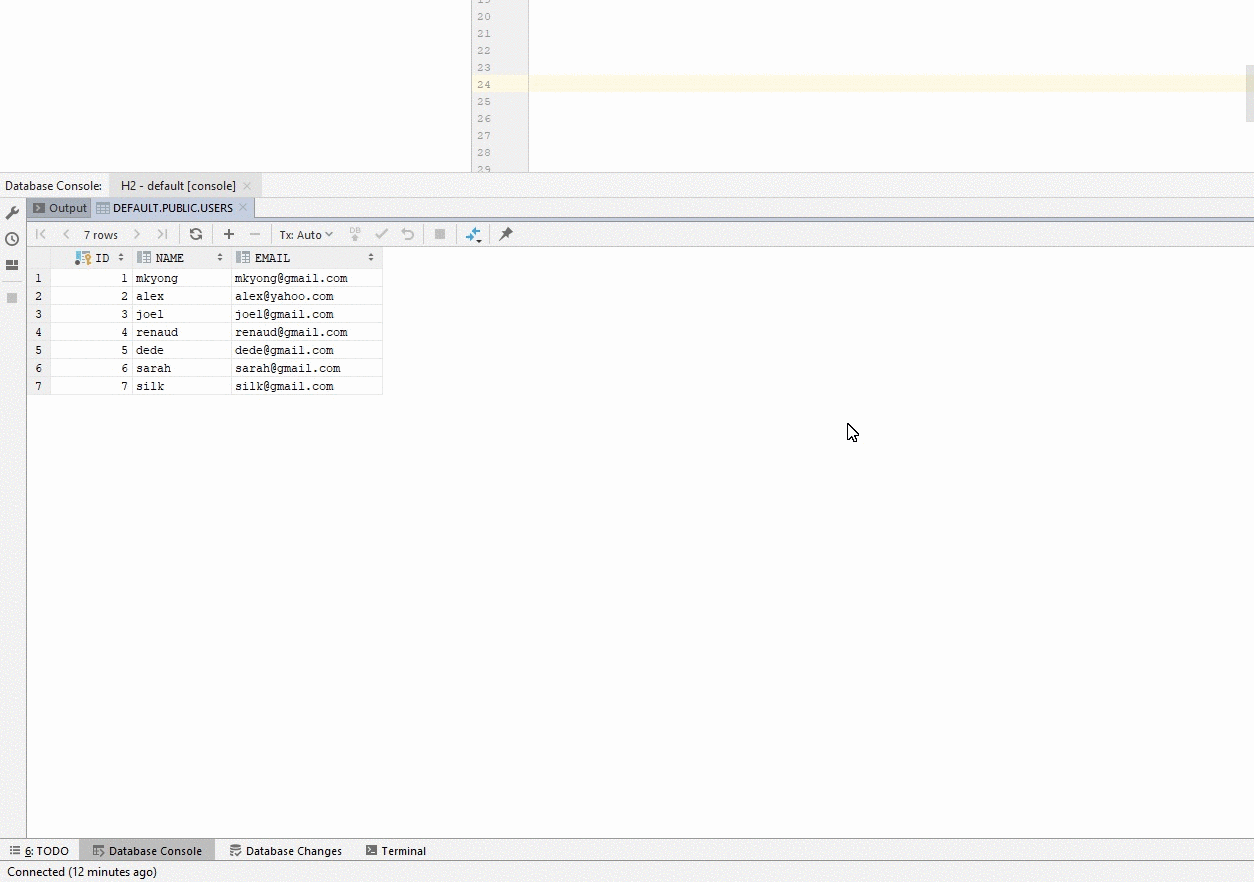 19
20
21
22
23
24
25
26
27
28
29
Database Console: H2 - default [console]
Output DEFAULT.PUBLIC.USERS
7 rows Tx: Auto DB
ID NAME EMAIL
1 1 mkyong mkyong@gmail.com
2 2 alex alex@yahoo.com
3 3 joel joel@gmail.com
4 4 renaud renaud@gmail.com
5 5 dede dede@gmail.com
6 6 sarah sarah@gmail.com
7 7 silk silk@gmail.com
6: TODO Database Console Database Changes Terminal
Connected (12 minutes ago)